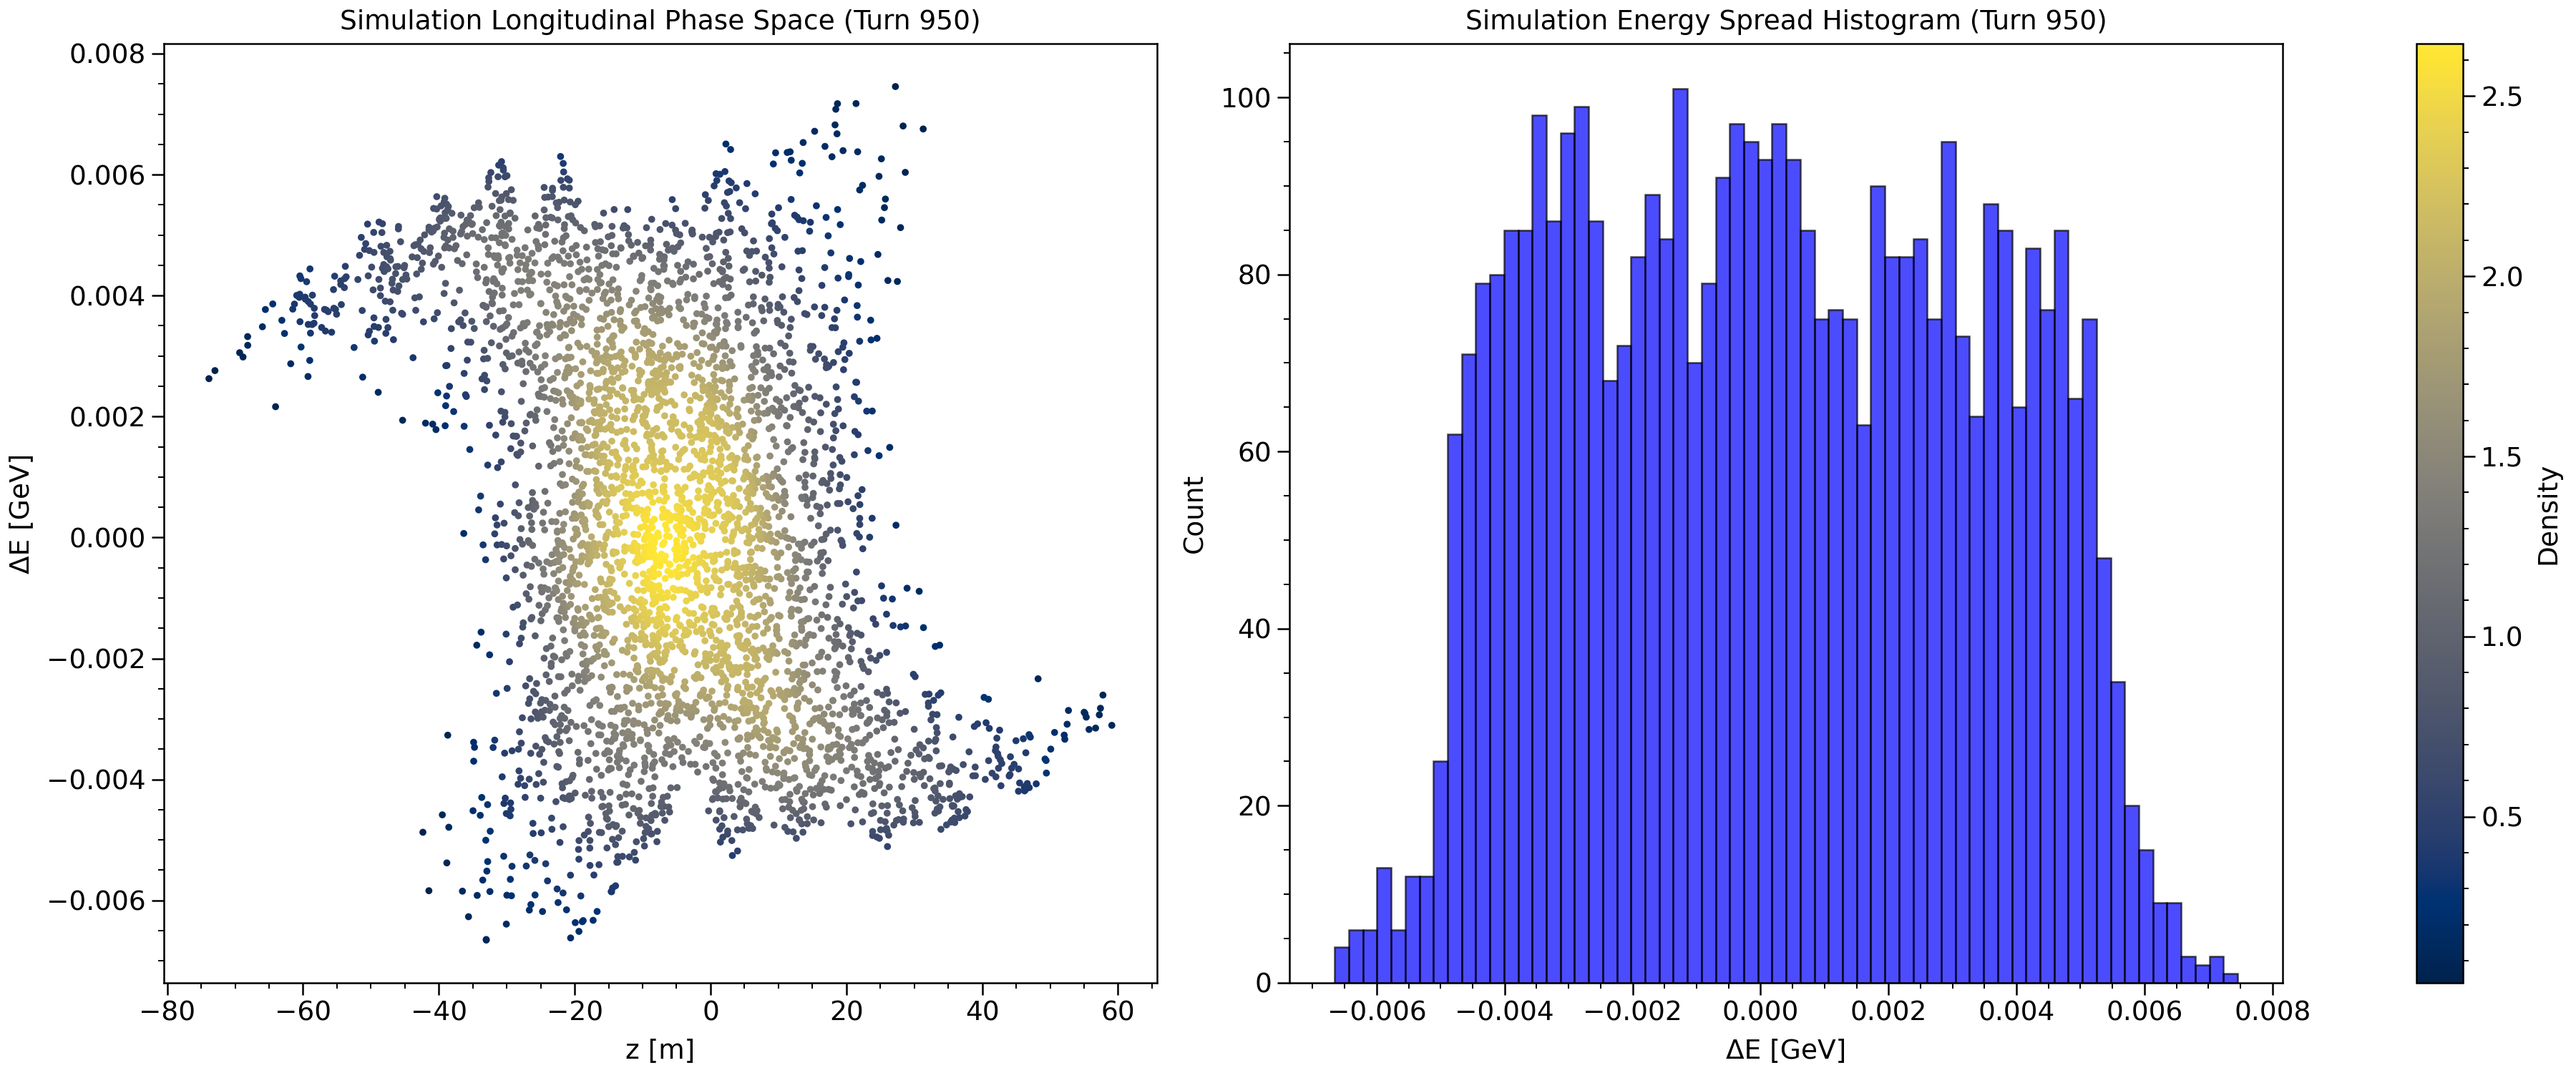 Simulation Longitudinal Phase Space (Turn 950)
0.008
0.006
0.004
0.002
0.000
−0.002
−0.004
−0.006
ΔE [GeV]
−80 −60 −40 −20 0 20 40 60
z [m]
Simulation Energy Spread Histogram (Turn 950)
100
80
60
40
20
0
Count
−0.006 −0.004 −0.002 0.000 0.002 0.004 0.006 0.008
ΔE [GeV]
2.5
2.0
1.5
1.0
0.5
Density